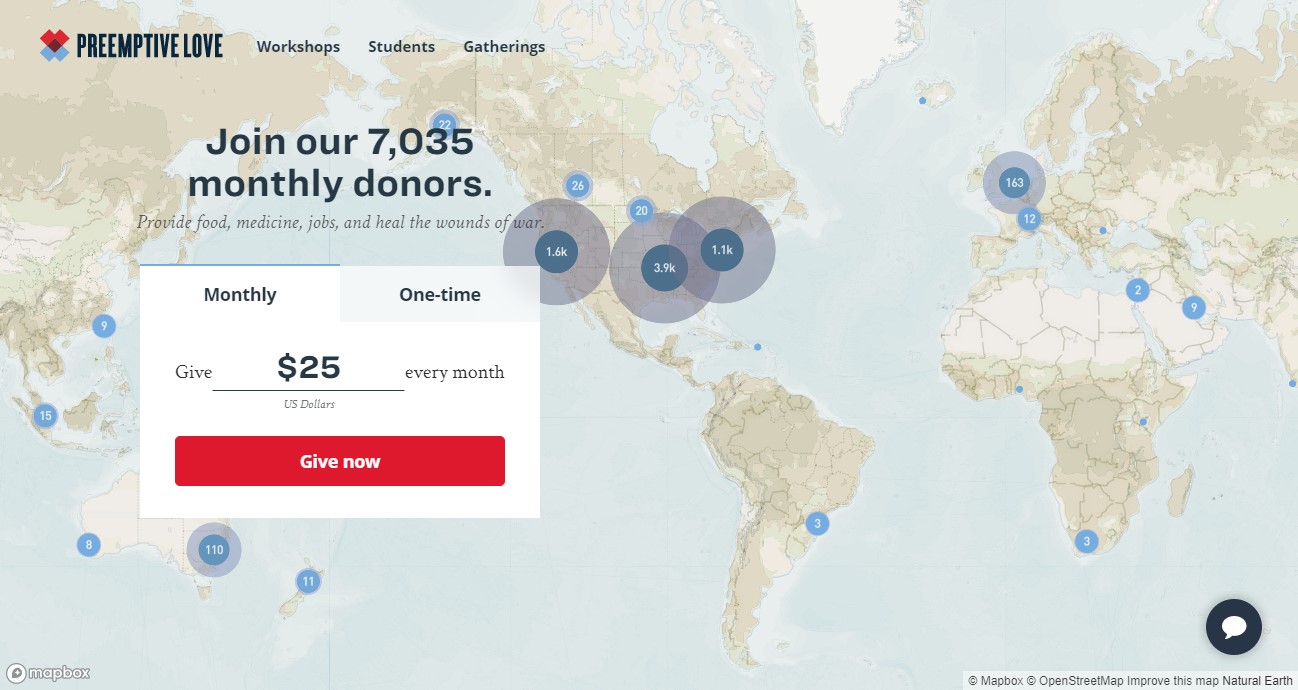 PREEMPTIVE LOVE
Workshops Students Gatherings
Join our 7,035
monthly donors.
Provide food, medicine, jobs, and heal the wounds of war.
Monthly One-time
Give $25 every month
US Dollars
Give now
22
26
20
1.6k
3.9k
1.1k
163
12
2
9
9
15
8
110
11
3
3
mapbox
© Mapbox © OpenStreetMap Improve this map Natural Earth